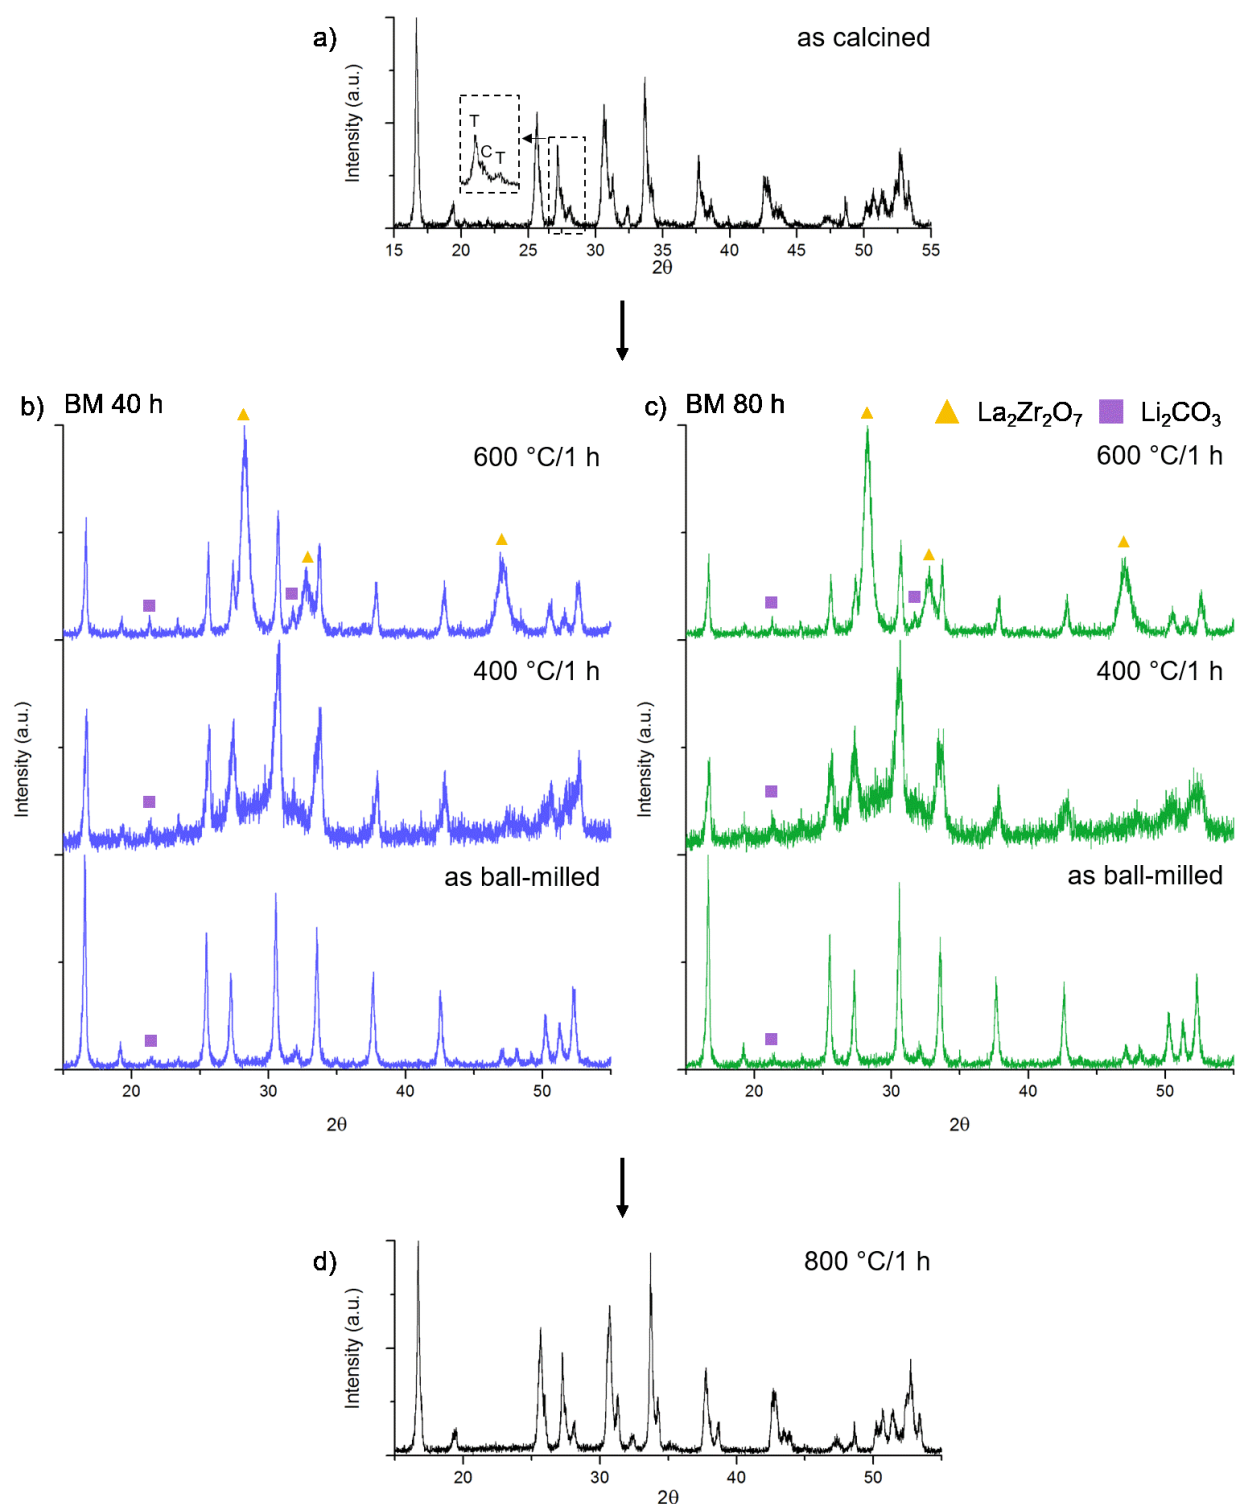 a)
as calcined
Intensity (a.u.)
T
C
T
15 20 25 30 35 40 45 50 55
2θ
b) BM 40 h
600 °C/1 h
400 °C/1 h
as ball-milled
Intensity (a.u.)
Intensity (a.u.)
20 30 40 50
2θ
c) BM 80 h
La₂Zr₂O₇ Li₂CO₃
600 °C/1 h
400 °C/1 h
as ball-milled
Intensity (a.u.)
Intensity (a.u.)
20 30 40 50
2θ
d)
800 °C/1 h
Intensity (a.u.)
20 30 40 50
2θ